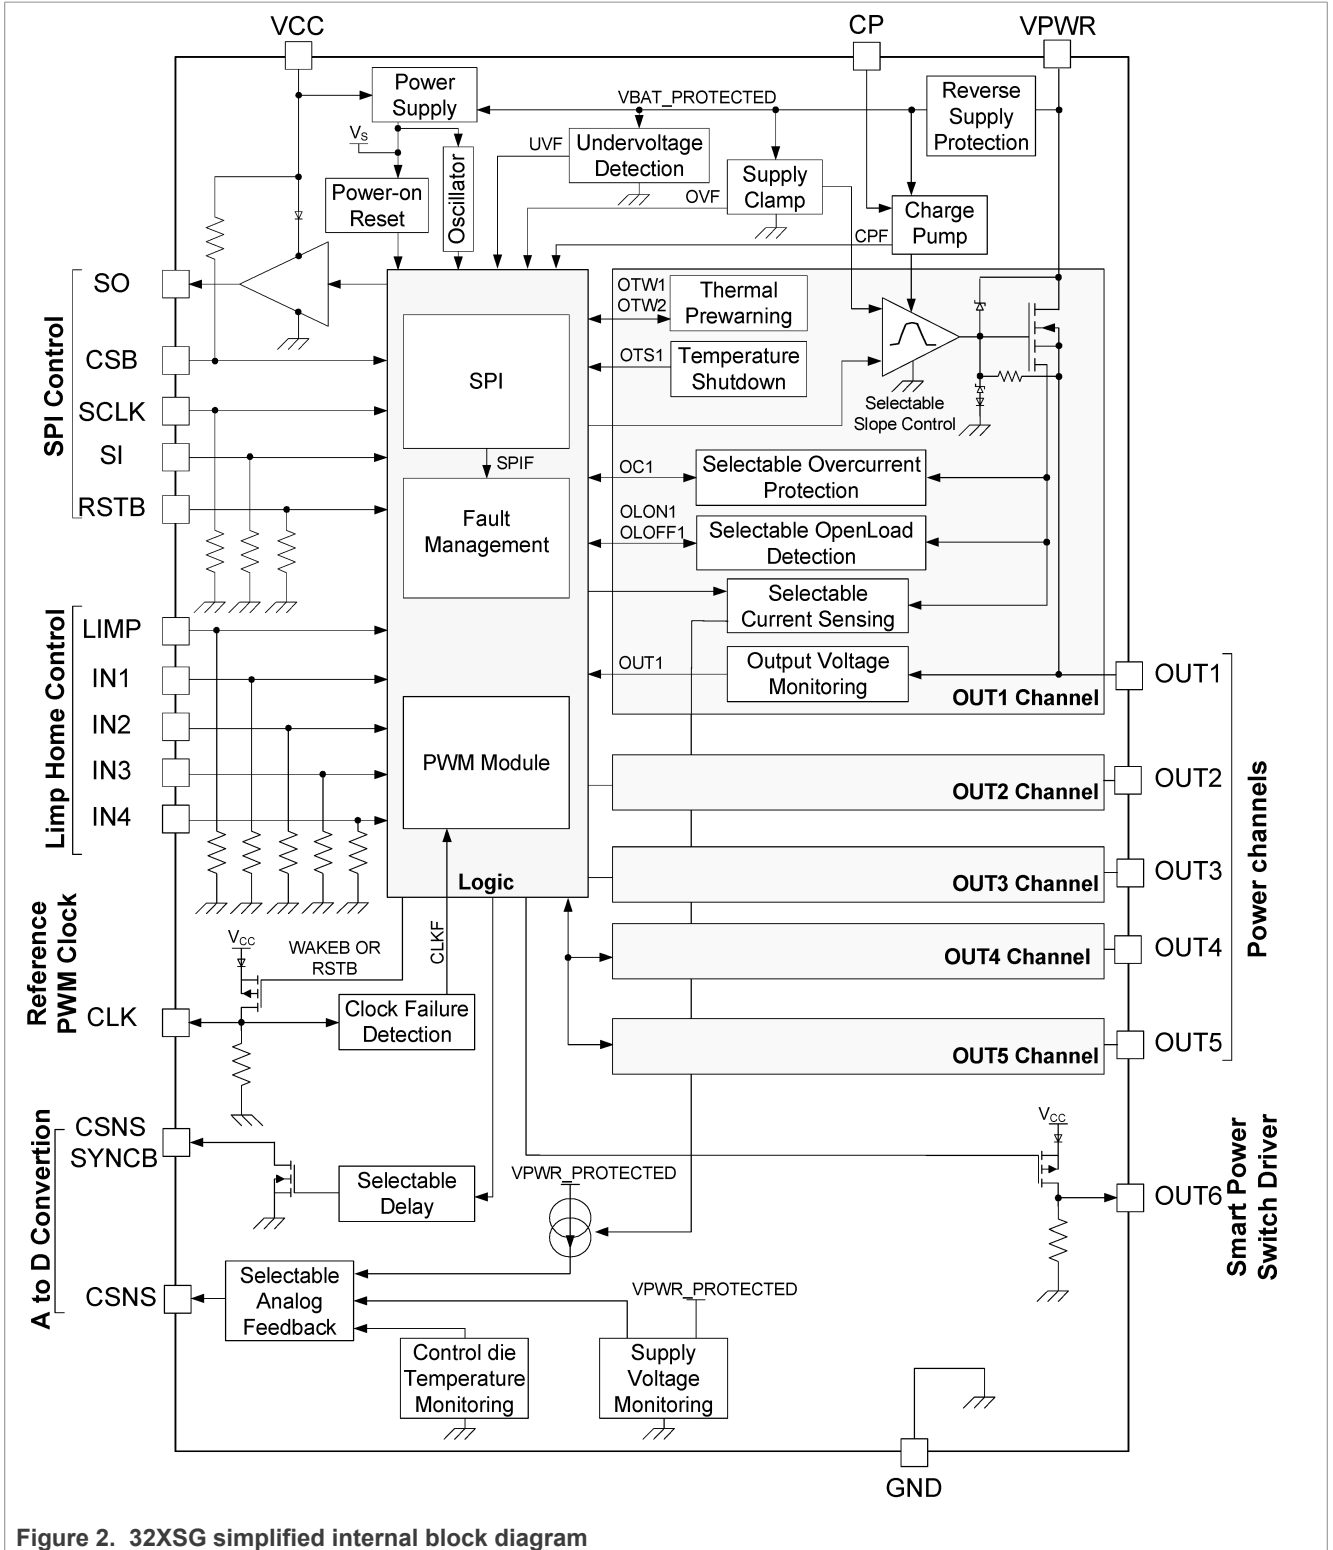 VCC
CP
VPWR
Power
Supply
VBAT_PROTECTED
Reverse
Supply
Protection
VS
UVF
Undervoltage
Detection
Oscillator
Power-on
Reset
OVF
Supply
Clamp
Charge
Pump
CPF
SPI Control
SO
CSB
SCLK
SI
RSTB
SPI
SPIF
Fault
Management
OTW1
OTW2
Thermal
Prewarning
OTS1
Temperature
Shutdown
Selectable
Slope Control
OC1
Selectable Overcurrent
Protection
OLON1
OLOFF1
Selectable OpenLoad
Detection
Selectable
Current Sensing
OUT1
Output Voltage
Monitoring
OUT1 Channel
Limp Home Control
LIMP
IN1
IN2
IN3
IN4
PWM Module
Logic
OUT2 Channel
OUT3 Channel
OUT4 Channel
OUT5 Channel
OUT1
OUT2
OUT3
OUT4
OUT5
Power channels
Reference
PWM Clock
CLK
VCC
WAKEB OR
RSTB
CLKF
Clock Failure
Detection
A to D Convertion
CSNS
SYNCB
Selectable
Delay
VPWR_PROTECTED
VCC
OUT6
Smart Power
Switch Driver
CSNS
Selectable
Analog
Feedback
VPWR_PROTECTED
Control die
Temperature
Monitoring
Supply
Voltage
Monitoring
GND
Figure 2. 32XSG simplified internal block diagram